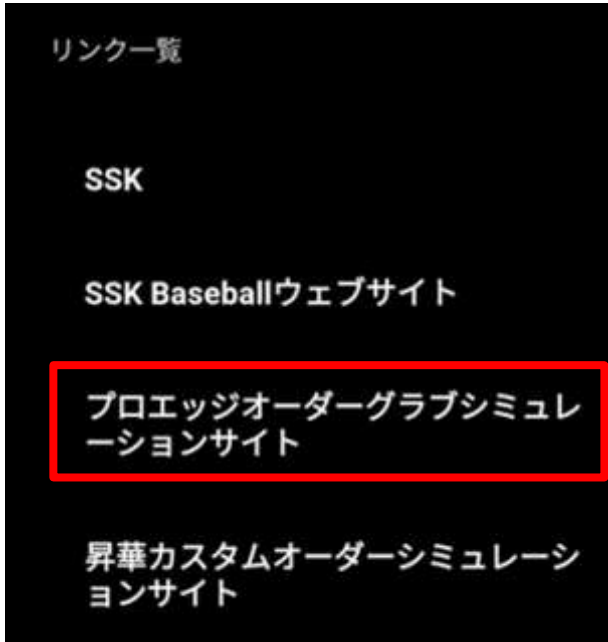 リンク一覧
SSK
SSK Baseballウェブサイト
プロエッジオーダーグラブシミュレ
ーションサイト
昇華カスタムオーダーシミュレーシ
ョンサイト